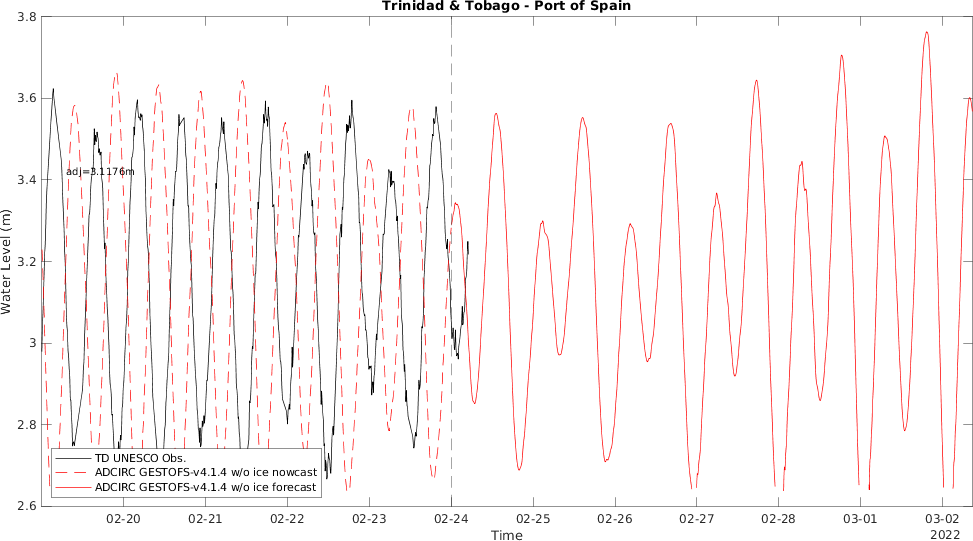 Trinidad & Tobago - Port of Spain
3.8
3.6
3.4
3.2
3
2.8
2.6
Water Level (m)
adj=3.1176m
TD UNESCO Obs.
ADCIRC GESTOFS-v4.1.4 w/o ice nowcast
ADCIRC GESTOFS-v4.1.4 w/o ice forecast
02-20 02-21 02-22 02-23 02-24 02-25 02-26 02-27 02-28 03-01 03-02
2022
Time